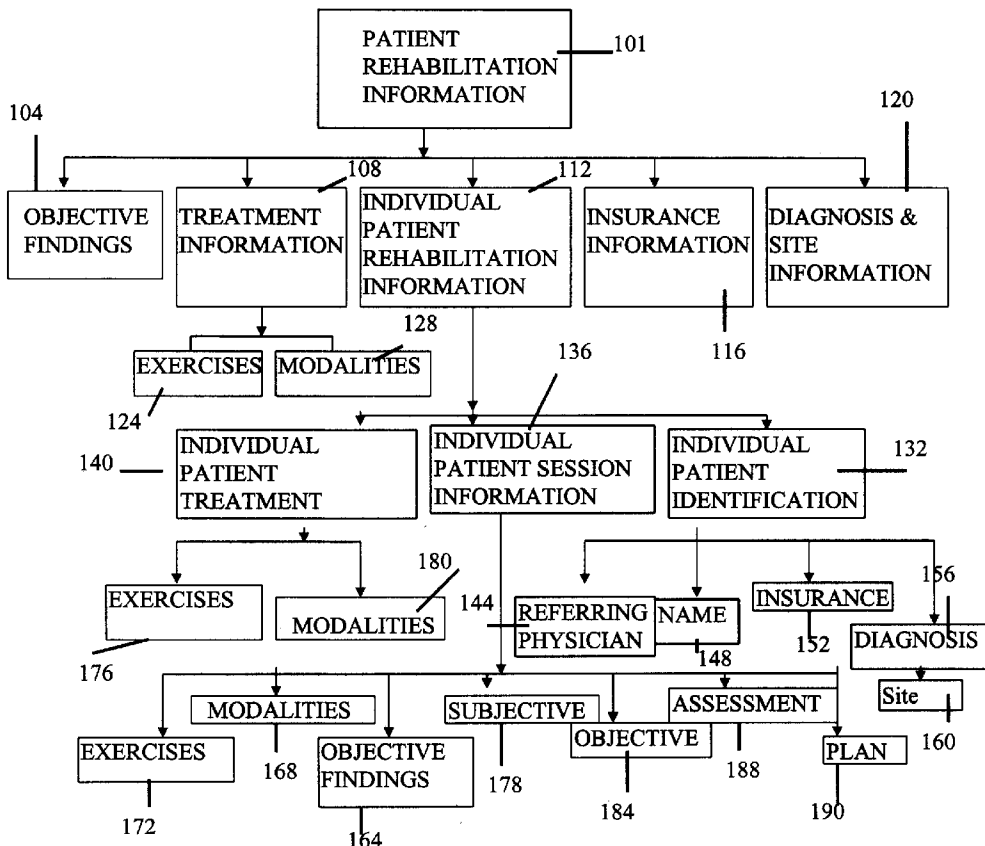 PATIENT
REHABILITATION
INFORMATION
101
104
120
108
112
OBJECTIVE
FINDINGS
TREATMENT
INFORMATION
INDIVIDUAL
PATIENT
REHABILITATION
INFORMATION
INSURANCE
INFORMATION
DIAGNOSIS &
SITE
INFORMATION
128
136
116
EXERCISES
MODALITIES
124
140
INDIVIDUAL
PATIENT
TREATMENT
INDIVIDUAL
PATIENT SESSION
INFORMATION
INDIVIDUAL
PATIENT
IDENTIFICATION
132
180
156
EXERCISES
MODALITIES
144
REFERRING
PHYSICIAN
NAME
INSURANCE
176
148
152
DIAGNOSIS
MODALITIES
SUBJECTIVE
ASSESSMENT
Site
EXERCISES
168
OBJECTIVE
FINDINGS
178
OBJECTIVE
188
PLAN
160
172
164
184
190